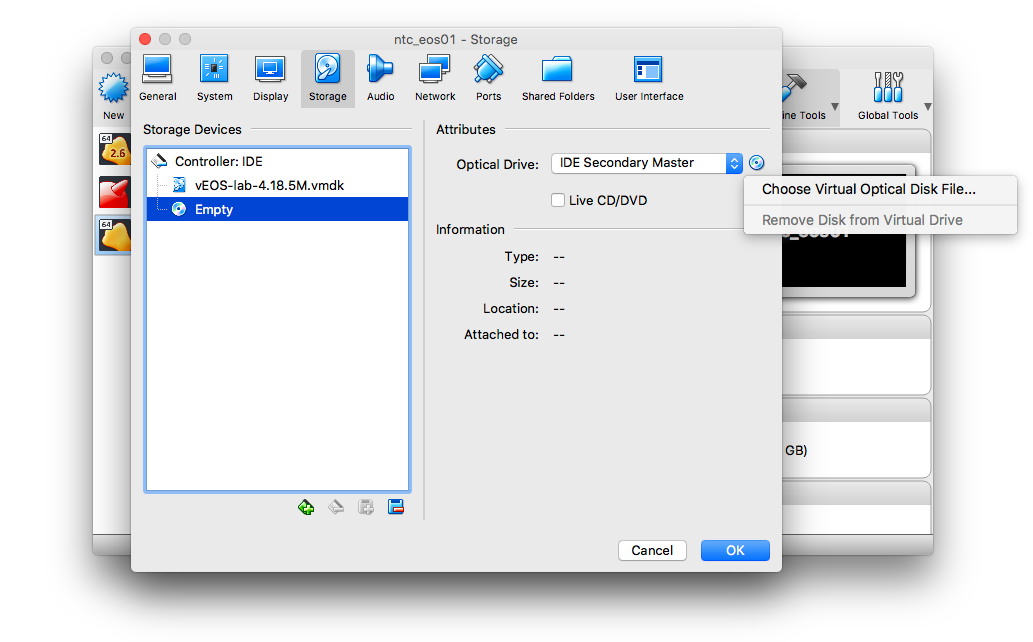 ntc_eos01 - Storage
General
System
Display
Storage
Audio
Network
Ports
Shared Folders
User Interface
New
ine Tools
Global Tools
64
2.6
64
Storage Devices
Controller: IDE
vEOS-lab-4.18.5M.vmdk
Empty
Attributes
Optical Drive: IDE Secondary Master
Live CD/DVD
Choose Virtual Optical Disk File...
Remove Disk from Virtual Drive
Information
Type: --
Size: --
Location: --
Attached to: --
GB)
Cancel
OK